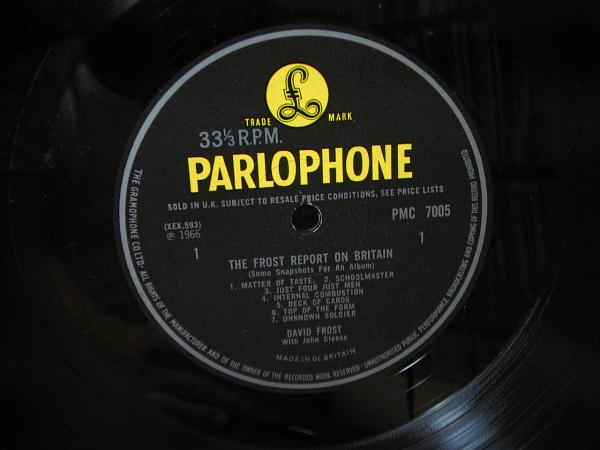 £
TRADE MARK
33⅓ R.P.M.
PARLOPHONE
SOLD IN U.K. SUBJECT TO RESALE PRICE CONDITIONS, SEE PRICE LISTS
(XEX.593)
℗ 1966
PMC 7005
1
1
THE FROST REPORT ON BRITAIN
(Some Snapshots For An Album)
1. MATTER OF TASTE. 2. SCHOOLMASTER
3. JUST FOUR JUST MEN
4. INTERNAL COMBUSTION
5. DECK OF CARDS
6. TOP OF THE FORM
7. UNKNOWN SOLDIER
DAVID FROST
With John Cleese
MADE IN GT. BRITAIN
THE GRAMOPHONE CO LTD· ALL RIGHTS OF THE MANUFACTURER AND OF THE OWNER OF THE RECORDED WORK RESERVED · UNAUTHORISED PUBLIC PERFORMANCE BROADCASTING AND COPYING OF THIS RECORD PROHIBITED